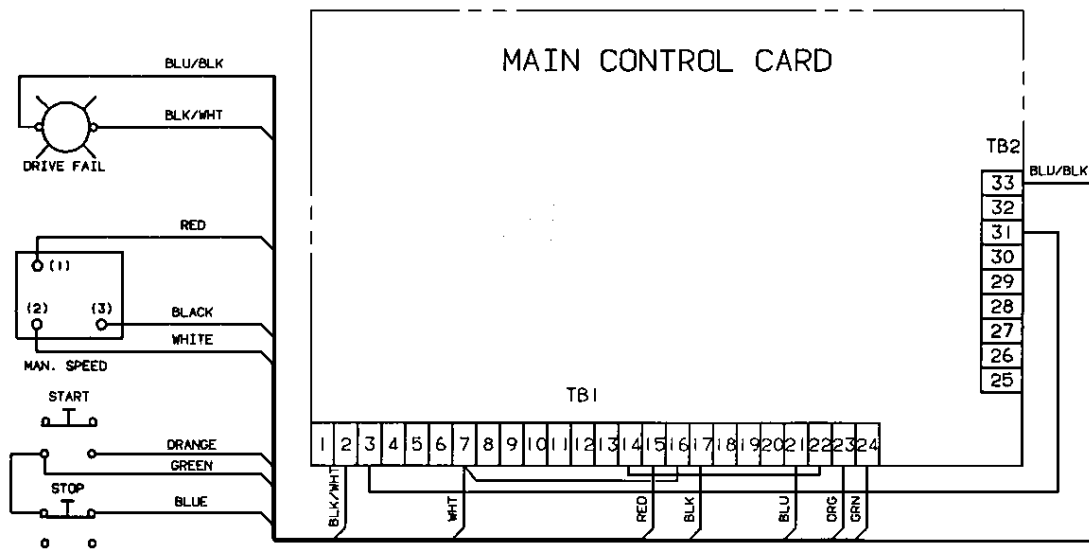 MAIN CONTROL CARD
BLU/BLK
BLK/WHT
DRIVE FAIL
TB2
33
BLU/BLK
32
31
30
29
28
27
26
25
RED
(1)
(2)
(3)
BLACK
WHITE
MAN. SPEED
START
ORANGE
GREEN
STOP
BLUE
TB1
1 2 3 4 5 6 7 8 9 10 11 12 13 14 15 16 17 18 19 20 21 22 23 24
BLK/WHT
WHT
RED
BLK
BLU
ORG
GRN